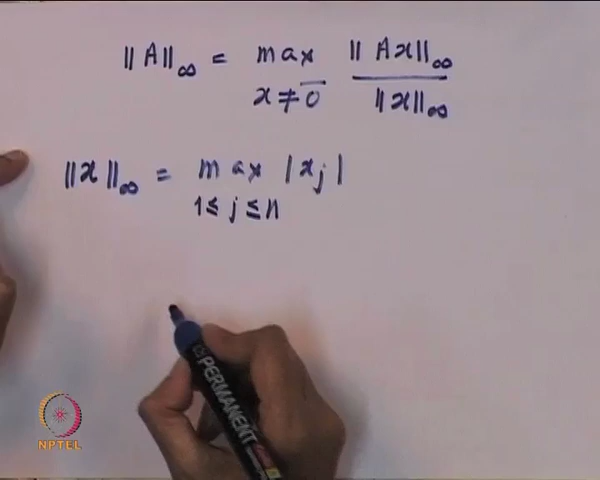 ‖A‖∞ = max ‖Ax‖∞
x≠0̄ ‖x‖∞
‖x‖∞ = max |xj|
1≤j≤n
PERMANENT
NPTEL